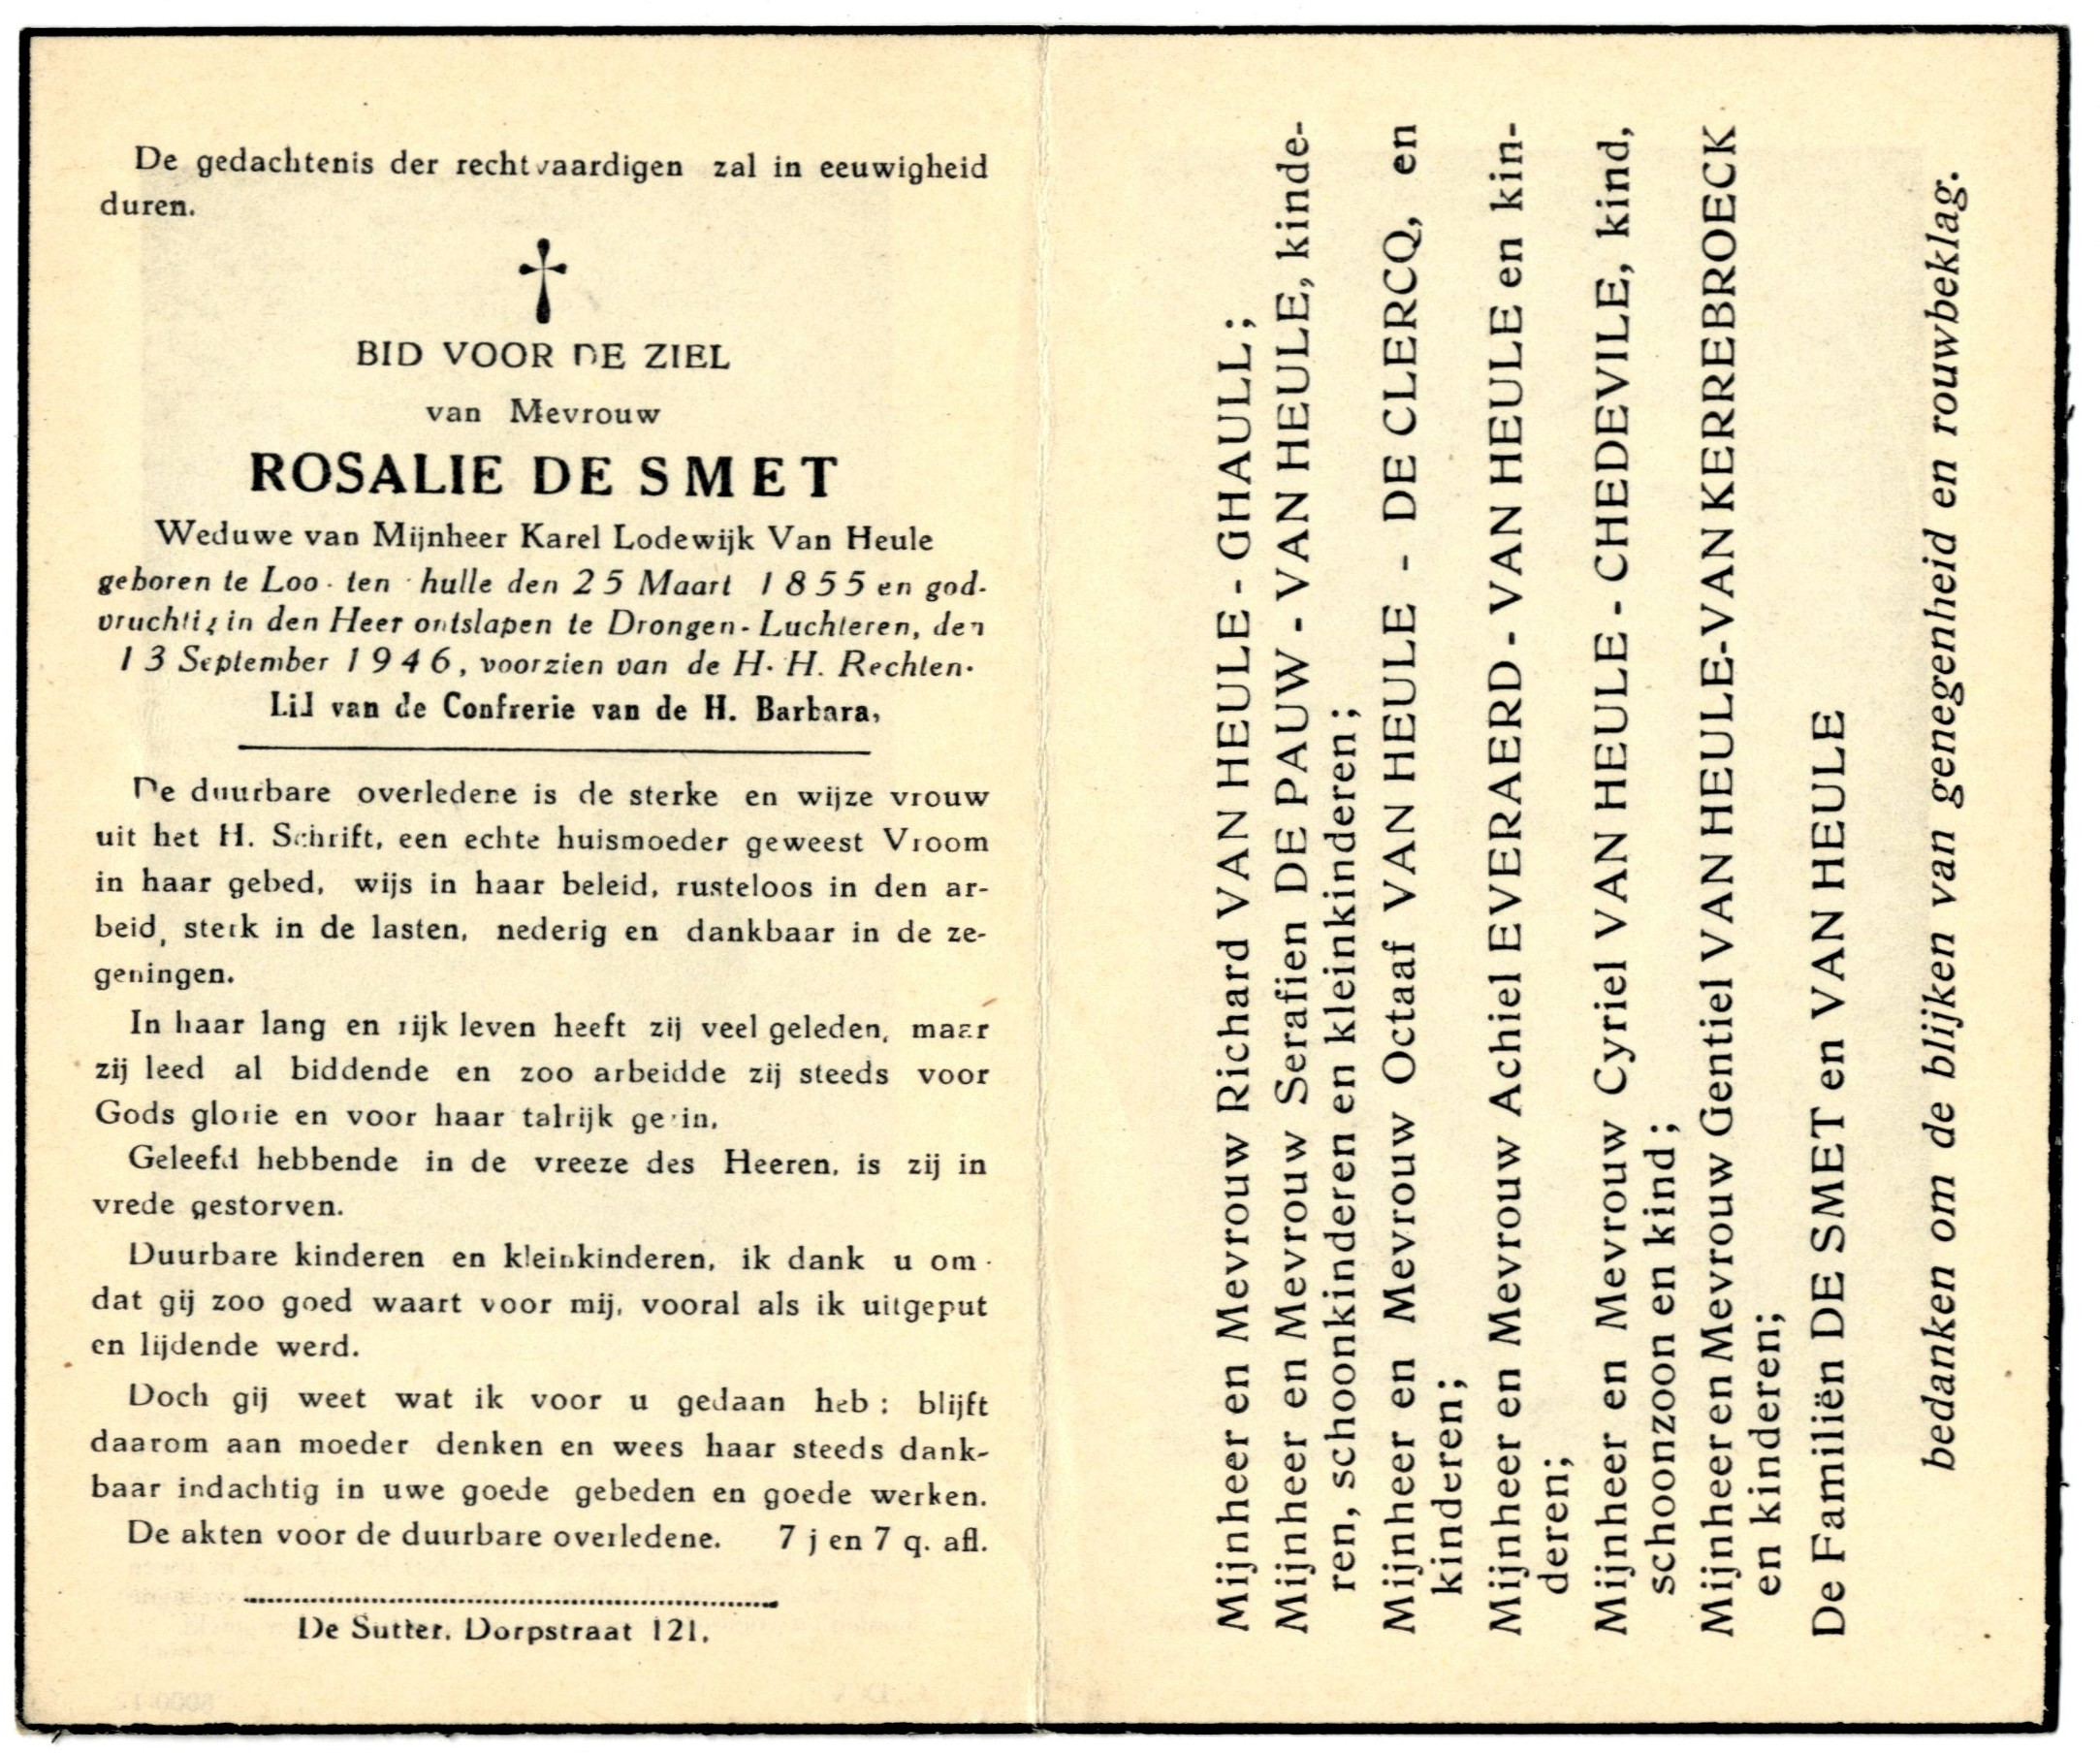 De gedachtenis der rechtvaardigen zal in eeuwigheid
duren.
BID VOOR DE ZIEL
van Mevrouw
ROSALIE DE SMET
Weduwe van Mijnheer Karel Lodewijk Van Heule
geboren te Loo-ten-hulle den 25 Maart 1855 en god-
vruchtig in den Heer ontslapen te Drongen-Luchteren, den
13 September 1946, voorzien van de H. H. Rechten.
Lid van de Confrerie van de H. Barbara,
De duurbare overledene is de sterke en wijze vrouw
uit het H. Schrift, een echte huismoeder geweest Vroom
in haar gebed, wijs in haar beleid, rusteloos in den ar-
beid, sterk in de lasten, nederig en dankbaar in de ze-
geningen.
In haar lang en rijk leven heeft zij veel geleden, maar
zij leed al biddende en zoo arbeidde zij steeds voor
Gods glorie en voor haar talrijk gezin.
Geleefd hebbende in de vreeze des Heeren, is zij in
vrede gestorven.
Duurbare kinderen en kleinkinderen, ik dank u om-
dat gij zoo goed waart voor mij, vooral als ik uitgeput
en lijdende werd.
Doch gij weet wat ik voor u gedaan heb : blijft
daarom aan moeder denken en wees haar steeds dank-
baar indachtig in uwe goede gebeden en goede werken.
De akten voor de duurbare overledene. 7 j en 7 q. afl.
De Sutter, Dorpstraat 121.
Mijnheer en Mevrouw Richard VAN HEULE - GHAULL ;
Mijnheer en Mevrouw Serafien DE PAUW - VAN HEULE, kinde-
ren, schoonkinderen en kleinkinderen ;
Mijnheer en Mevrouw Octaaf VAN HEULE - DE CLERCQ, en
kinderen ;
Mijnheer en Mevrouw Achiel EVERAERD - VAN HEULE en kin-
deren;
Mijnheer en Mevrouw Cyriel VAN HEULE - CHEDEVILE, kind,
schoonzoon en kind ;
Mijnheer en Mevrouw Gentiel VAN HEULE-VAN KERREBROECK
en kinderen;
De Familiën DE SMET en VAN HEULE
bedanken om de blijken van genegenheid en rouwbeklag.